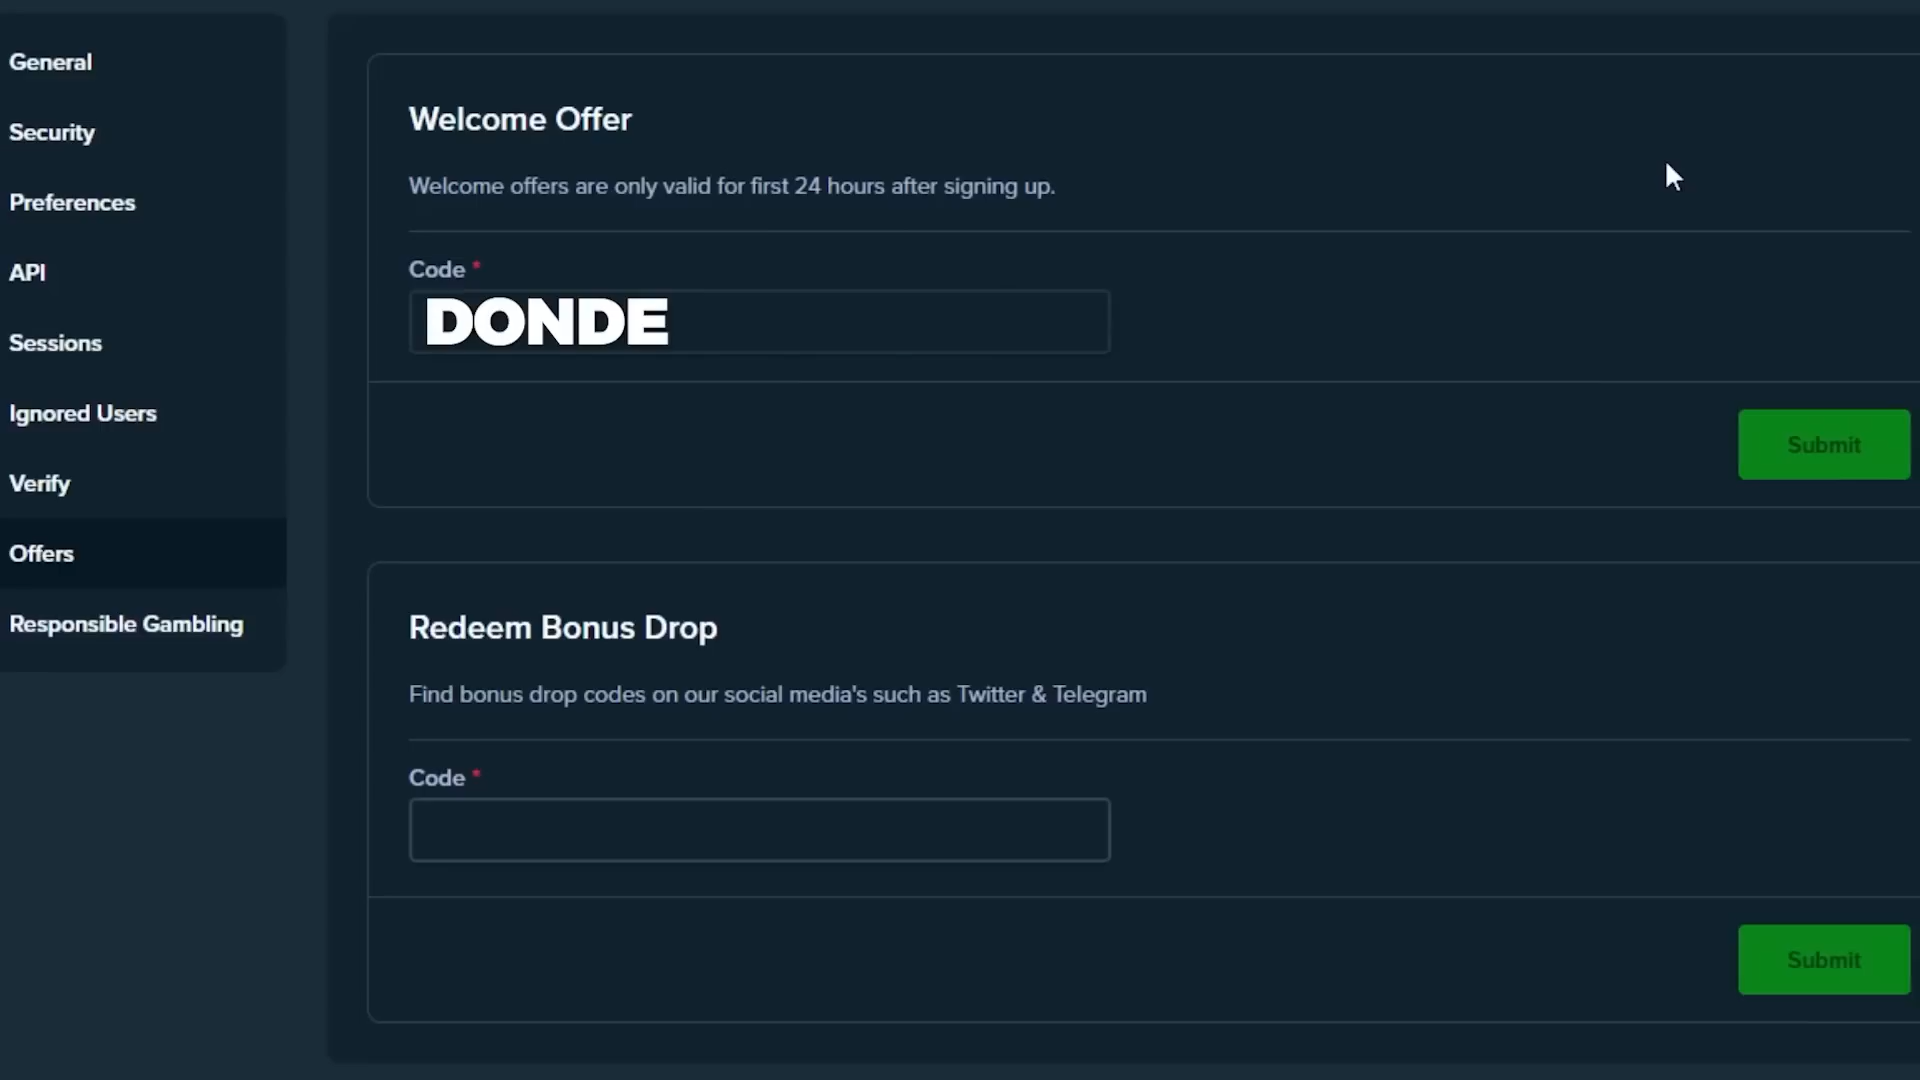 General
Security
Preferences
API
Sessions
Ignored Users
Verify
Offers
Responsible Gambling
Welcome Offer
Welcome offers are only valid for first 24 hours after signing up.
Code *
DONDE
Submit
Redeem Bonus Drop
Find bonus drop codes on our social media's such as Twitter & Telegram
Code *
Submit